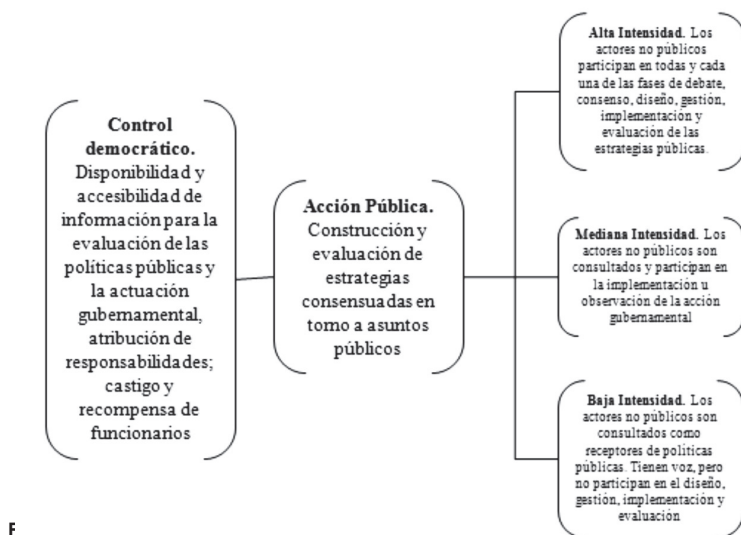 Control
democrático.
Disponibilidad y
accesibilidad de
información para la
evaluación de las
políticas públicas y
la actuación
gubernamental,
atribución de
responsabilidades;
castigo y
recompensa de
funcionarios
Acción Pública.
Construcción y
evaluación de
estrategias
consensuadas en
torno a asuntos
públicos
Alta Intensidad. Los
actores no públicos
participan en todas y cada
una de las fases de debate,
consenso, diseño, gestión,
implementación y
evaluación de las
estrategias públicas.
Mediana Intensidad. Los
actores no públicos son
consultados y participan en
la implementación u
observación de la acción
gubernamental
Baja Intensidad. Los
actores no públicos son
consultados como
receptores de políticas
públicas. Tienen voz, pero
no participan en el diseño,
gestión, implementación y
evaluación